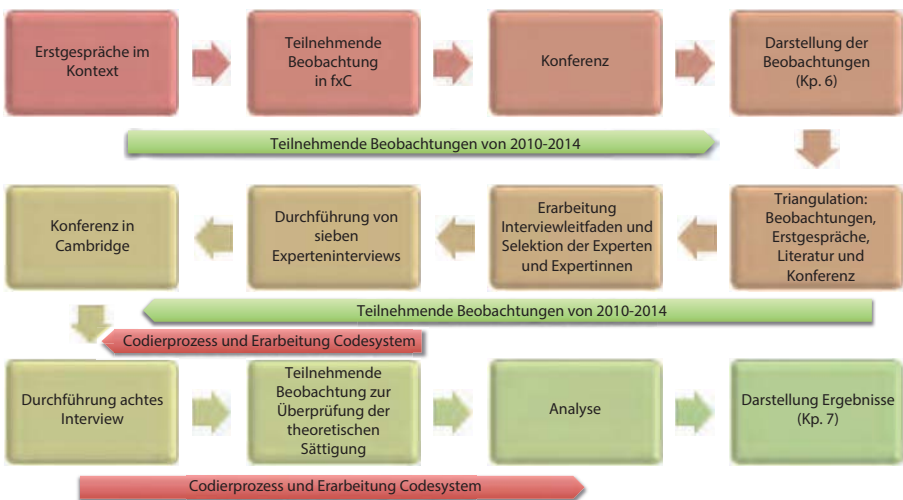 Erstgespräche im
Kontext
Teilnehmende
Beobachtung
in fxC
Konferenz
Darstellung der
Beobachtungen
(Kp. 6)
Teilnehmende Beobachtungen von 2010-2014
Triangulation:
Beobachtungen,
Erstgespräche,
Literatur und
Konferenz
Erarbeitung
Interviewleitfaden und
Selektion der Experten
und Expertinnen
Durchführung von
sieben
Experteninterviews
Konferenz in
Cambridge
Teilnehmende Beobachtungen von 2010-2014
Codierprozess und Erarbeitung Codesystem
Durchführung achtes
Interview
Teilnehmende
Beobachtung zur
Überprüfung der
theoretischen
Sättigung
Analyse
Darstellung Ergebnisse
(Kp. 7)
Codierprozess und Erarbeitung Codesystem